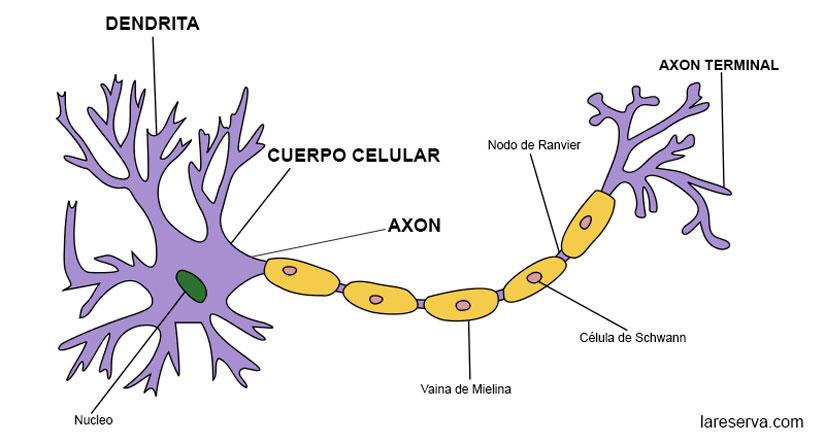 DENDRITA
AXON TERMINAL
Nodo de Ranvier
CUERPO CELULAR
AXON
Célula de Schwann
Vaina de Mielina
Nucleo
lareserva.com